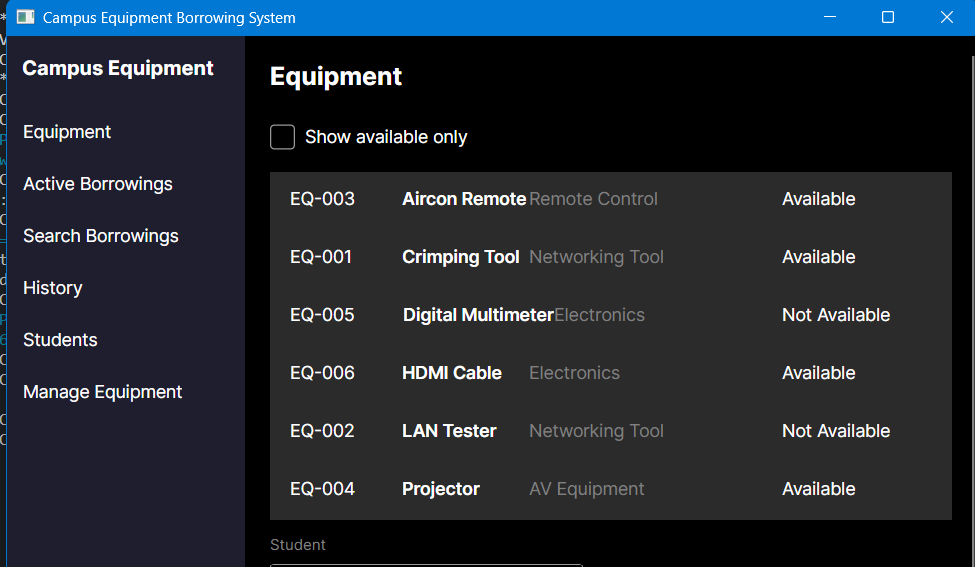 Campus Equipment Borrowing System
Campus Equipment
Equipment
Active Borrowings
Search Borrowings
History
Students
Manage Equipment
Equipment
Show available only
EQ-003 Aircon Remote Remote Control Available
EQ-001 Crimping Tool Networking Tool Available
EQ-005 Digital Multimeter Electronics Not Available
EQ-006 HDMI Cable Electronics Available
EQ-002 LAN Tester Networking Tool Not Available
EQ-004 Projector AV Equipment Available
Student